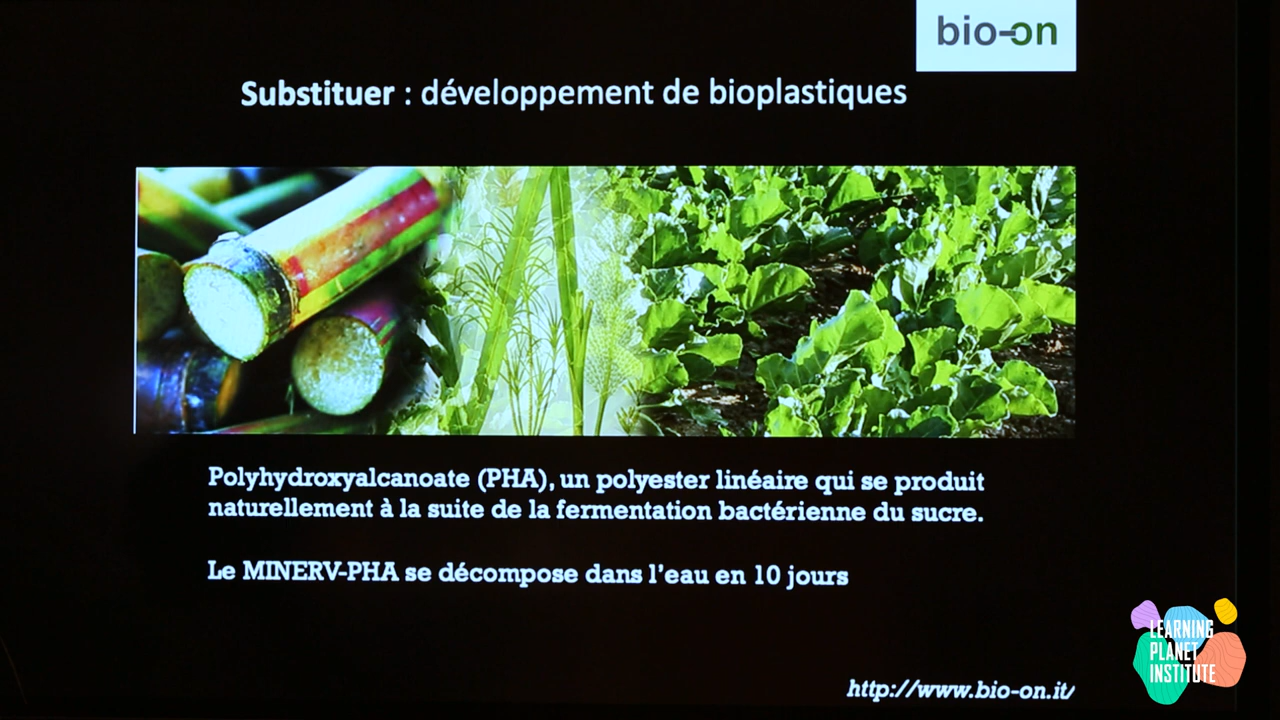 bio-on
Substituer : développement de bioplastiques
Polyhydroxyalcanoate (PHA), un polyester linéaire qui se produit
naturellement à la suite de la fermentation bactérienne du sucre.
Le MINERV-PHA se décompose dans l'eau en 10 jours
http://www.bio-on.it/
LEARNING
PLANET
INSTITUTE